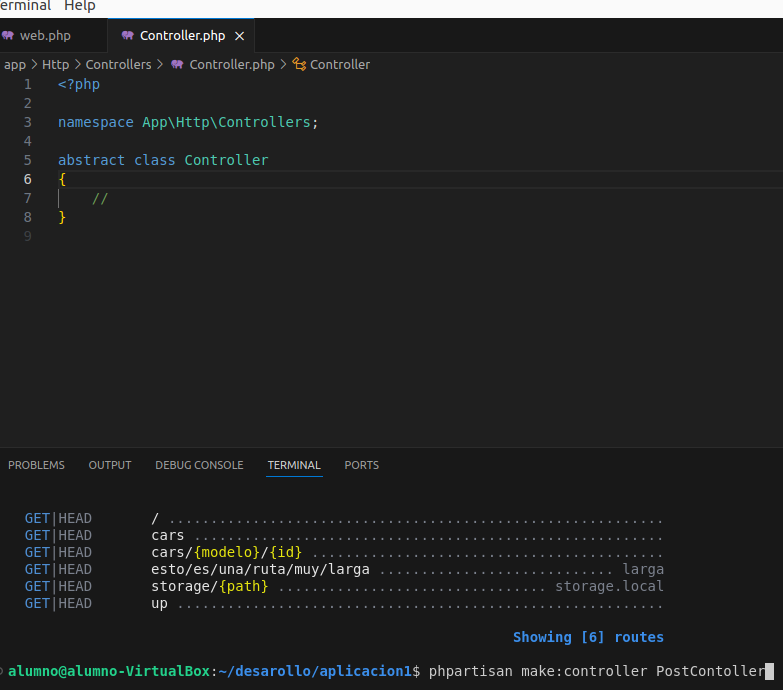 erminal Help
web.php Controller.php
app > Http > Controllers > Controller.php > Controller
1 <?php
2
3 namespace App\Http\Controllers;
4
5 abstract class Controller
6 {
7 //
8 }
9
PROBLEMS OUTPUT DEBUG CONSOLE TERMINAL PORTS
GET|HEAD / ...........................................................
GET|HEAD cars ........................................................
GET|HEAD cars/{modelo}/{id} ..........................................
GET|HEAD esto/es/una/ruta/muy/larga ............................ larga
GET|HEAD storage/{path} ................................ storage.local
GET|HEAD up ..........................................................
Showing [6] routes
alumno@alumno-VirtualBox:~/desarollo/aplicacion1$ phpartisan make:controller PostContoller